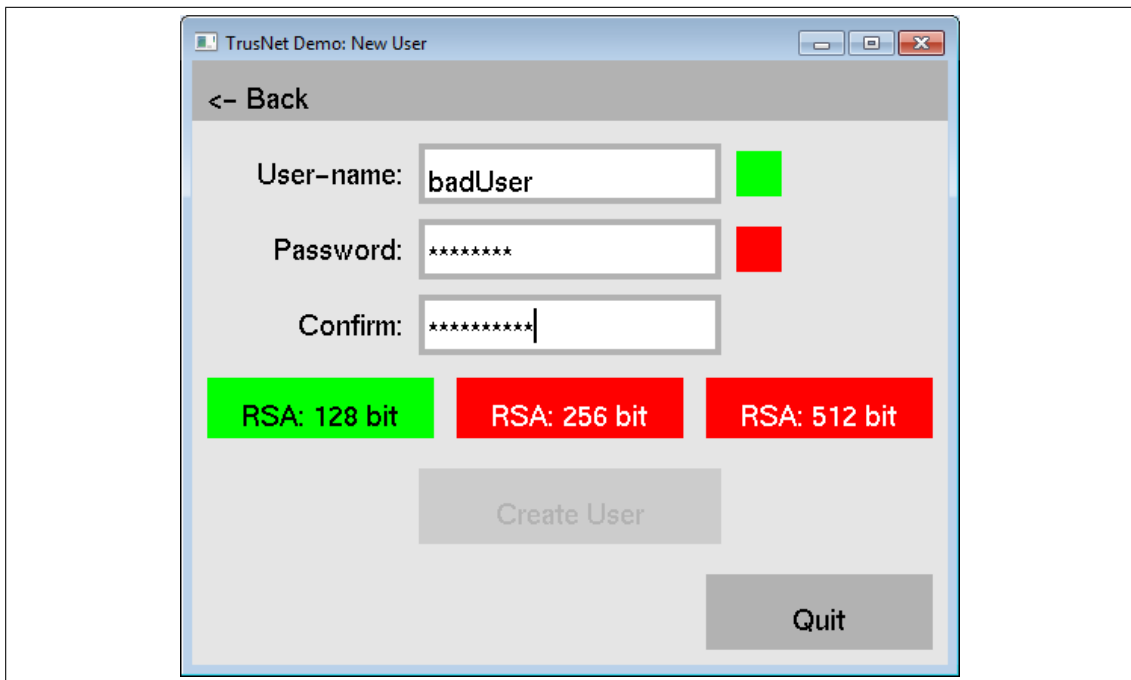 TrusNet Demo: New User
<- Back
User-name: badUser
Password: ********
Confirm: **********
RSA: 128 bit RSA: 256 bit RSA: 512 bit
Create User
Quit